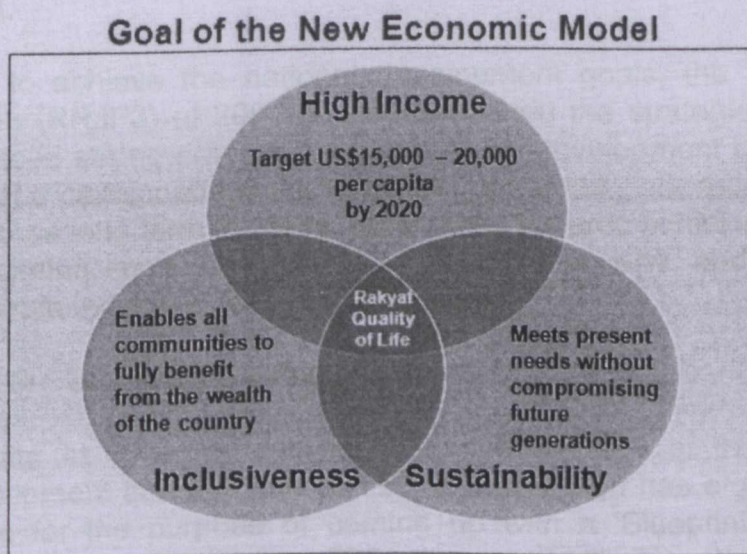 Goal of the New Economic Model
High Income
Target US$15,000 – 20,000
per capita
by 2020
Rakyat
Quality
of Life
Enables all
communities to
fully benefit
from the wealth
of the country
Inclusiveness
Meets present
needs without
compromising
future
generations
Sustainability